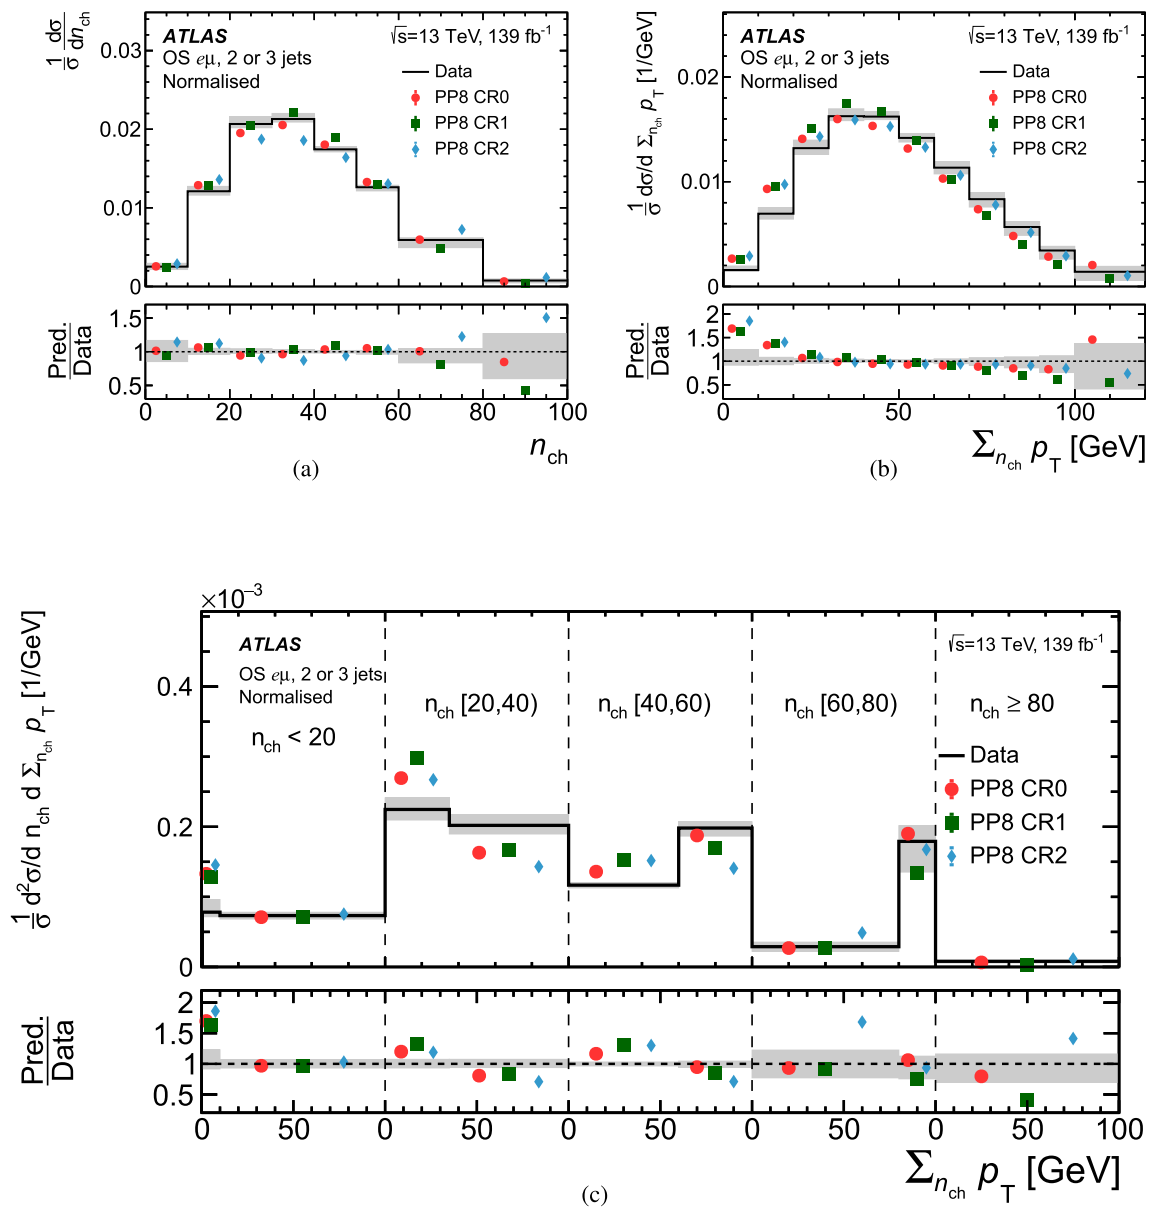 1/σ dσ/dn_ch
0.03
0.02
0.01
0
ATLAS
√s=13 TeV, 139 fb⁻¹
OS eμ, 2 or 3 jets
Normalised
Data
PP8 CR0
PP8 CR1
PP8 CR2
Pred./Data
1.5
1
0.5
0 20 40 60 80 100
n_ch
(a)
1/σ dσ/d Σ_n_ch p_T [1/GeV]
0.02
0.01
0
ATLAS
√s=13 TeV, 139 fb⁻¹
OS eμ, 2 or 3 jets
Normalised
Data
PP8 CR0
PP8 CR1
PP8 CR2
Pred./Data
2
1.5
1
0.5
0 50 100
Σ_n_ch p_T [GeV]
(b)
1/σ d²σ/d n_ch d Σ_n_ch p_T [1/GeV]
×10⁻³
0.4
0.2
0
ATLAS
√s=13 TeV, 139 fb⁻¹
OS eμ, 2 or 3 jets
Normalised
n_ch < 20
n_ch [20,40)
n_ch [40,60)
n_ch [60,80)
n_ch ≥ 80
Data
PP8 CR0
PP8 CR1
PP8 CR2
Pred./Data
2
1.5
1
0.5
0 50 0 50 0 50 0 50 0 50 100
Σ_n_ch p_T [GeV]
(c)